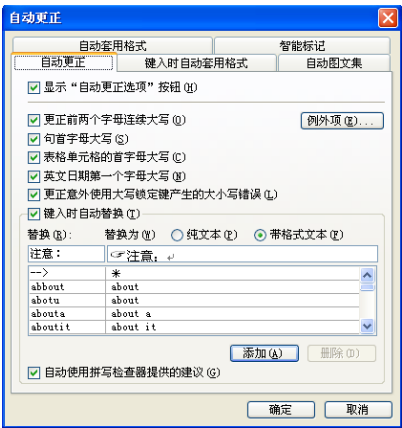 自动更正
自动套用格式 智能标记
自动更正 键入时自动套用格式 自动图文集
显示“自动更正选项”按钮(H)
更正前两个字母连续大写(O) 例外项(E)...
句首字母大写(S)
表格单元格的首字母大写(C)
英文日期第一个字母大写(N)
更正意外使用大写锁定键产生的大小写错误(L)
键入时自动替换(T)
替换(R): 替换为(W) 纯文本(P) 带格式文本(F)
注意: ☞注意: ↵
--> *
abbout about
abotu about
abouta about a
aboutit about it
添加(A) 删除(D)
自动使用拼写检查器提供的建议(G)
确定 取消